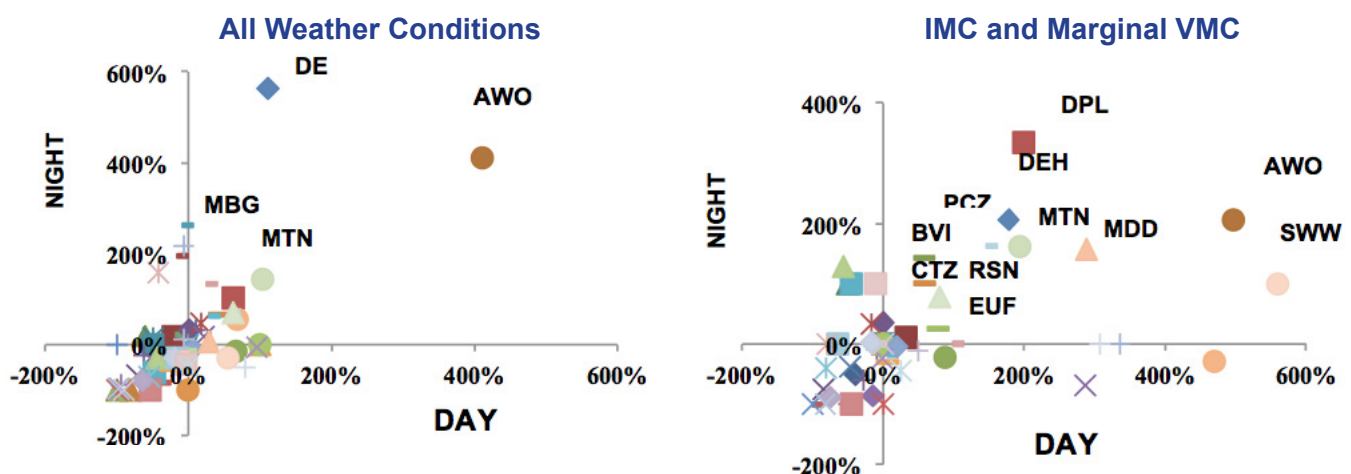 All Weather Conditions
600%
DE
AWO
NIGHT
400%
MBG
200%
MTN
0%
-200%
0%
200%
400%
600%
DAY
-200%
IMC and Marginal VMC
400%
DPL
DEH
AWO
NIGHT
PCZ
200%
MTN
MDD
SWW
BVI
CTZ
RSN
EUF
0%
-200%
0%
200%
400%
600%
DAY
-200%